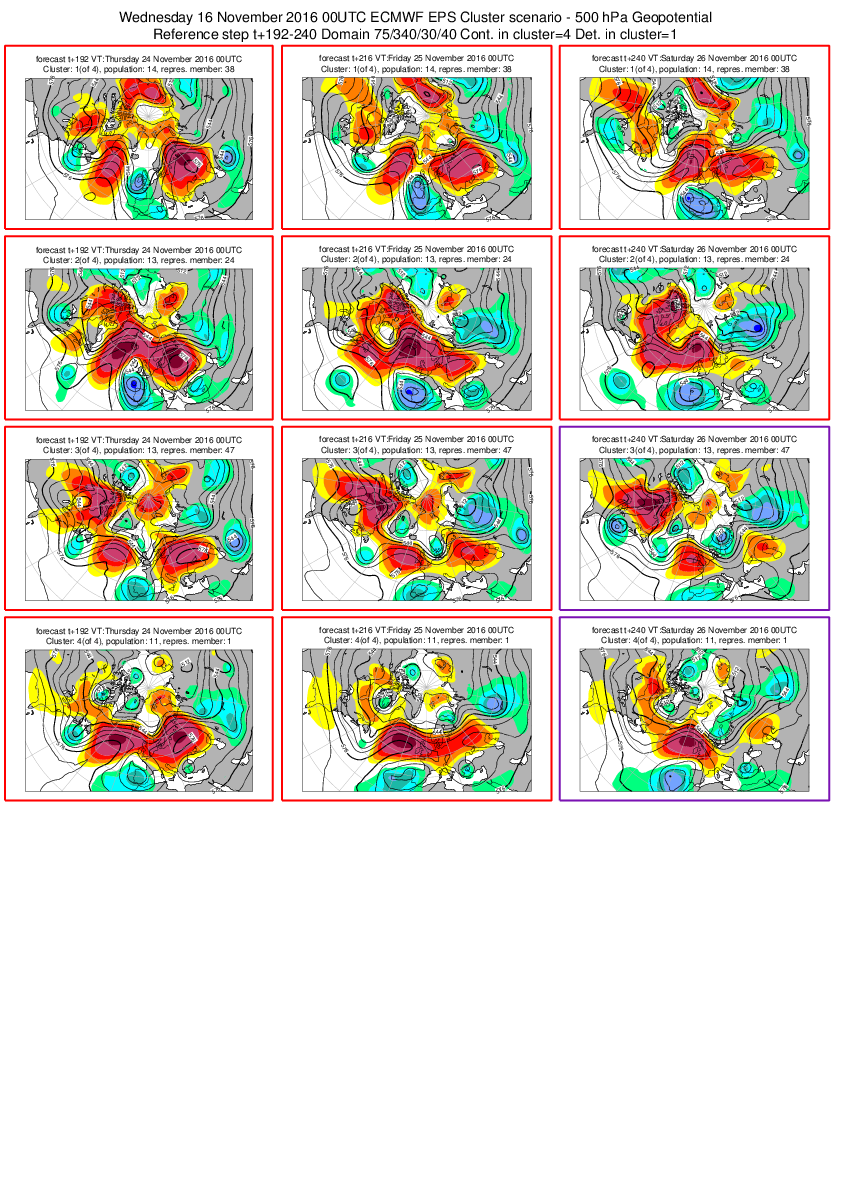 Wednesday 16 November 2016 00UTC ECMWF EPS Cluster scenario - 500 hPa Geopotential
Reference step t+192-240 Domain 75/340/30/40 Cont. in cluster=4 Det. in cluster=1
forecast t+192 VT:Thursday 24 November 2016 00UTC
Cluster: 1(of 4), population: 14, repres. member: 38
forecast t+216 VT:Friday 25 November 2016 00UTC
Cluster: 1(of 4), population: 14, repres. member: 38
forecast t+240 VT:Saturday 26 November 2016 00UTC
Cluster: 1(of 4), population: 14, repres. member: 38
forecast t+192 VT:Thursday 24 November 2016 00UTC
Cluster: 2(of 4), population: 13, repres. member: 24
forecast t+216 VT:Friday 25 November 2016 00UTC
Cluster: 2(of 4), population: 13, repres. member: 24
forecast t+240 VT:Saturday 26 November 2016 00UTC
Cluster: 2(of 4), population: 13, repres. member: 24
forecast t+192 VT:Thursday 24 November 2016 00UTC
Cluster: 3(of 4), population: 13, repres. member: 47
forecast t+216 VT:Friday 25 November 2016 00UTC
Cluster: 3(of 4), population: 13, repres. member: 47
forecast t+240 VT:Saturday 26 November 2016 00UTC
Cluster: 3(of 4), population: 13, repres. member: 47
forecast t+192 VT:Thursday 24 November 2016 00UTC
Cluster: 4(of 4), population: 11, repres. member: 1
forecast t+216 VT:Friday 25 November 2016 00UTC
Cluster: 4(of 4), population: 11, repres. member: 1
forecast t+240 VT:Saturday 26 November 2016 00UTC
Cluster: 4(of 4), population: 11, repres. member: 1